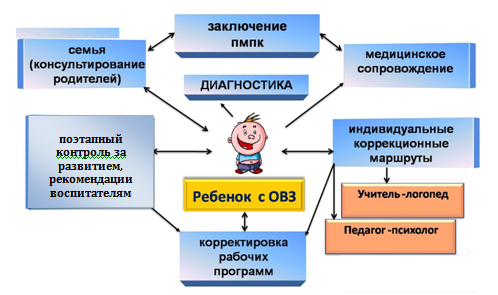 заключение
пмпк
семья
(консультирование
родителей)
медицинское
сопровождение
ДИАГНОСТИКА
поэтапный
контроль за
развитием,
рекомендации
воспитателям
индивидуальные
коррекционные
маршруты
Ребенок с ОВЗ
Учитель-логопед
Педагог-психолог
корректировка
рабочих
программ